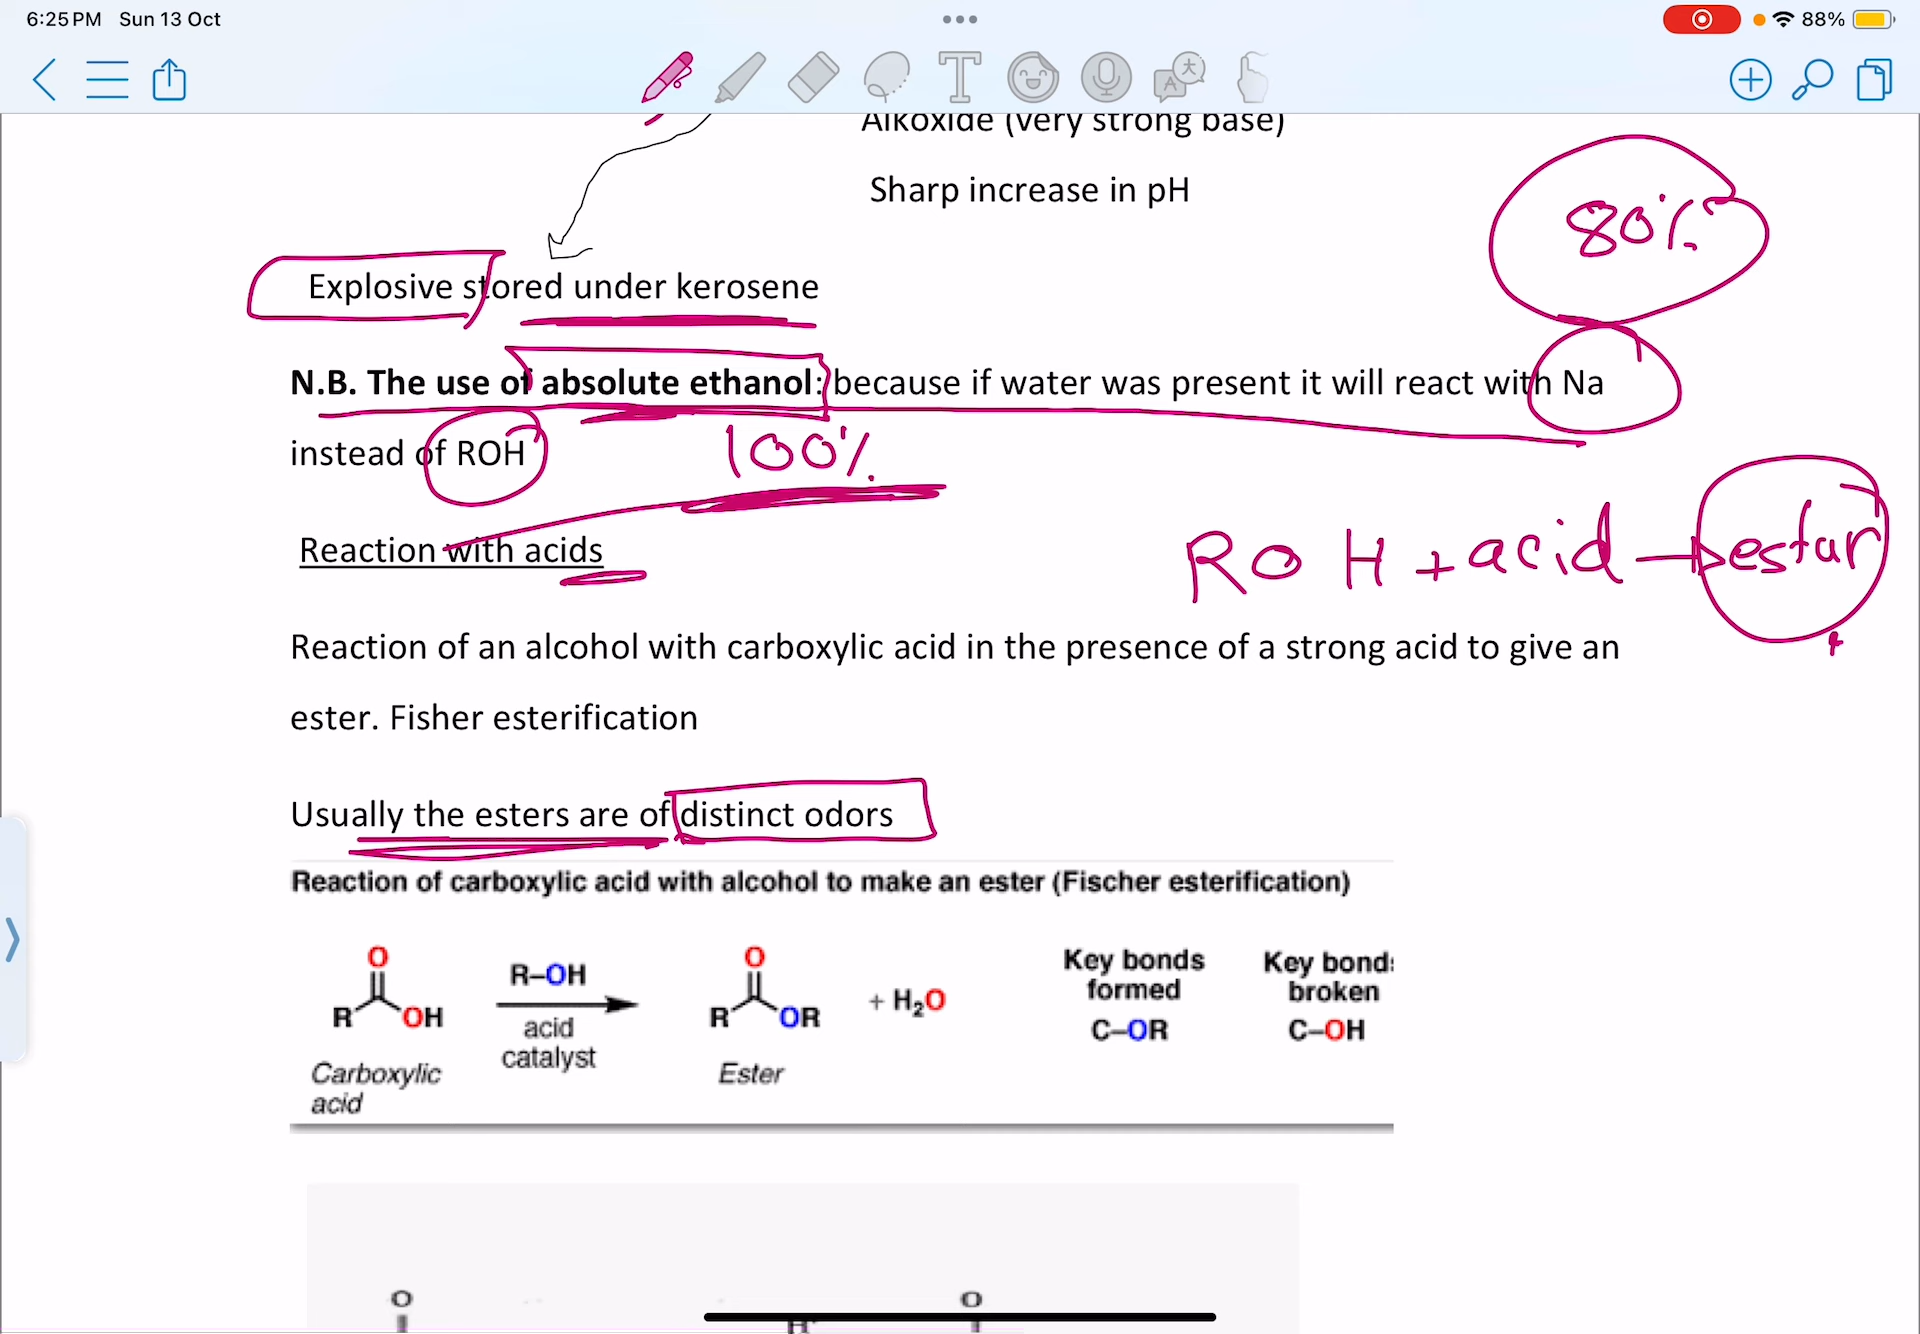 6:25 PM Sun 13 Oct
88%
Alkoxide (very strong base)
Sharp increase in pH
80%
Explosive stored under kerosene
N.B. The use of absolute ethanol: because if water was present it will react with Na
instead of ROH
100%
Reaction with acids
ROH + acid → estar
Reaction of an alcohol with carboxylic acid in the presence of a strong acid to give an
ester. Fisher esterification
Usually the esters are of distinct odors
Reaction of carboxylic acid with alcohol to make an ester (Fischer esterification)
O
R OH
Carboxylic
acid
R–OH
acid
catalyst
O
R OR
Ester
+ H₂O
Key bonds
formed
C–OR
Key bonds
broken
C–OH
O
H⁺
O